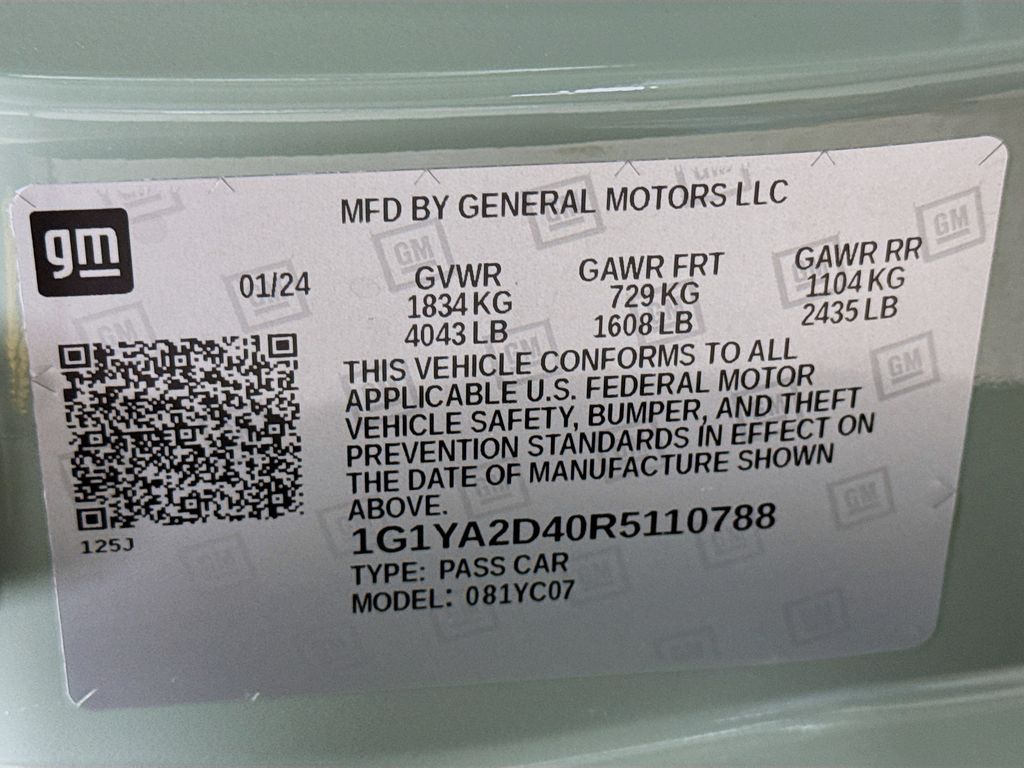 gm
MFD BY GENERAL MOTORS LLC
01/24
GVWR
1834 KG
4043 LB
GAWR FRT
729 KG
1608 LB
GAWR RR
1104 KG
2435 LB
THIS VEHICLE CONFORMS TO ALL
APPLICABLE U.S. FEDERAL MOTOR
VEHICLE SAFETY, BUMPER, AND THEFT
PREVENTION STANDARDS IN EFFECT ON
THE DATE OF MANUFACTURE SHOWN
ABOVE.
1G1YA2D40R5110788
TYPE: PASS CAR
MODEL: 081YC07
125J